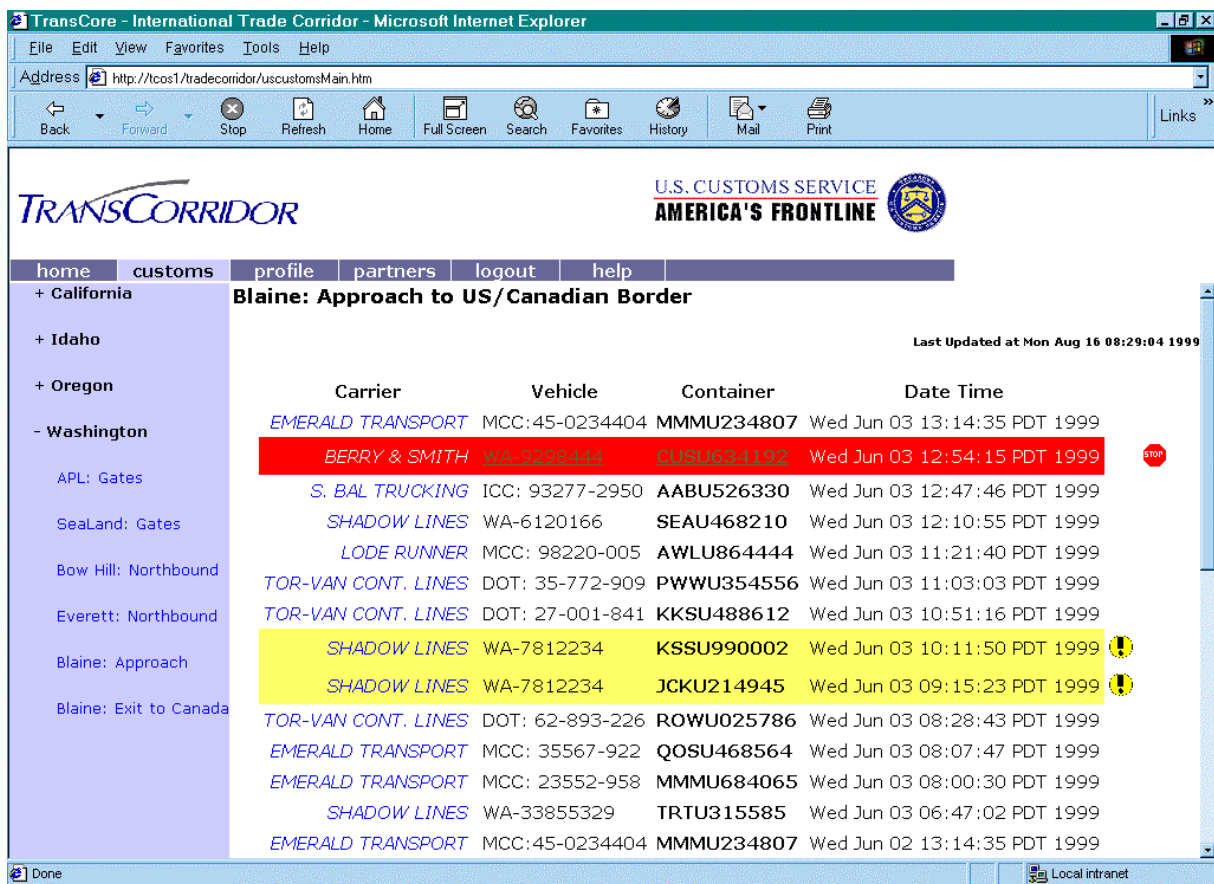 TransCore - International Trade Corridor - Microsoft Internet Explorer
File Edit View Favorites Tools Help
Address http://tcos1/tradecorridor/uscustomsMain.htm
Back Forward Stop Refresh Home Full Screen Search Favorites History Mail Print Links »
TRANSCORRIDOR
U.S. CUSTOMS SERVICE
AMERICA'S FRONTLINE
home customs profile partners logout help
+ California
+ Idaho
+ Oregon
- Washington
APL: Gates
SeaLand: Gates
Bow Hill: Northbound
Everett: Northbound
Blaine: Approach
Blaine: Exit to Canada
Blaine: Approach to US/Canadian Border
Last Updated at Mon Aug 16 08:29:04 1999
Carrier Vehicle Container Date Time
EMERALD TRANSPORT MCC:45-0234404 MMMU234807 Wed Jun 03 13:14:35 PDT 1999
BERRY & SMITH WA-9298444 CUSU634192 Wed Jun 03 12:54:15 PDT 1999 STOP
S. BAL TRUCKING ICC: 93277-2950 AABU526330 Wed Jun 03 12:47:46 PDT 1999
SHADOW LINES WA-6120166 SEAU468210 Wed Jun 03 12:10:55 PDT 1999
LODE RUNNER MCC: 98220-005 AWLU864444 Wed Jun 03 11:21:40 PDT 1999
TOR-VAN CONT. LINES DOT: 35-772-909 PWWU354556 Wed Jun 03 11:03:03 PDT 1999
TOR-VAN CONT. LINES DOT: 27-001-841 KKSU488612 Wed Jun 03 10:51:16 PDT 1999
SHADOW LINES WA-7812234 KSSU990002 Wed Jun 03 10:11:50 PDT 1999 !
SHADOW LINES WA-7812234 JCKU214945 Wed Jun 03 09:15:23 PDT 1999 !
TOR-VAN CONT. LINES DOT: 62-893-226 ROWU025786 Wed Jun 03 08:28:43 PDT 1999
EMERALD TRANSPORT MCC: 35567-922 QOSU468564 Wed Jun 03 08:07:47 PDT 1999
EMERALD TRANSPORT MCC: 23552-958 MMMU684065 Wed Jun 03 08:00:30 PDT 1999
SHADOW LINES WA-33855329 TRTU315585 Wed Jun 03 06:47:02 PDT 1999
EMERALD TRANSPORT MCC:45-0234404 MMMU234807 Wed Jun 02 13:14:35 PDT 1999
Done Local intranet